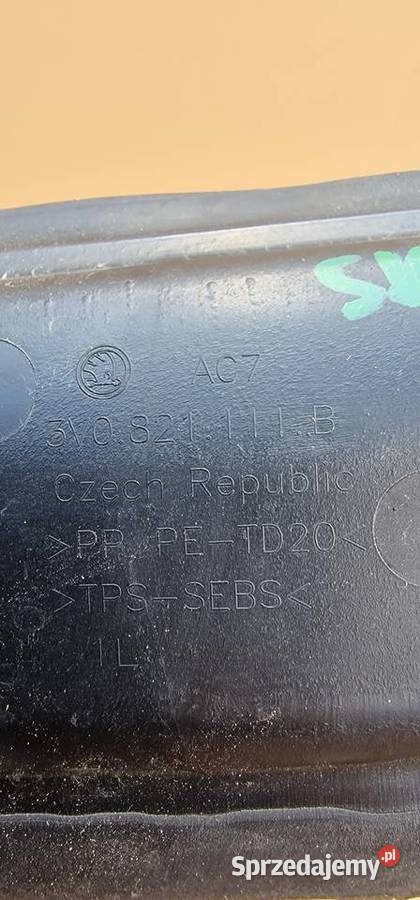 AC7
3V0.821.111.B
Czech Republic
>PP PE-TD20<
>TPS-SEBS<
1L
Sprzedajemy.pl